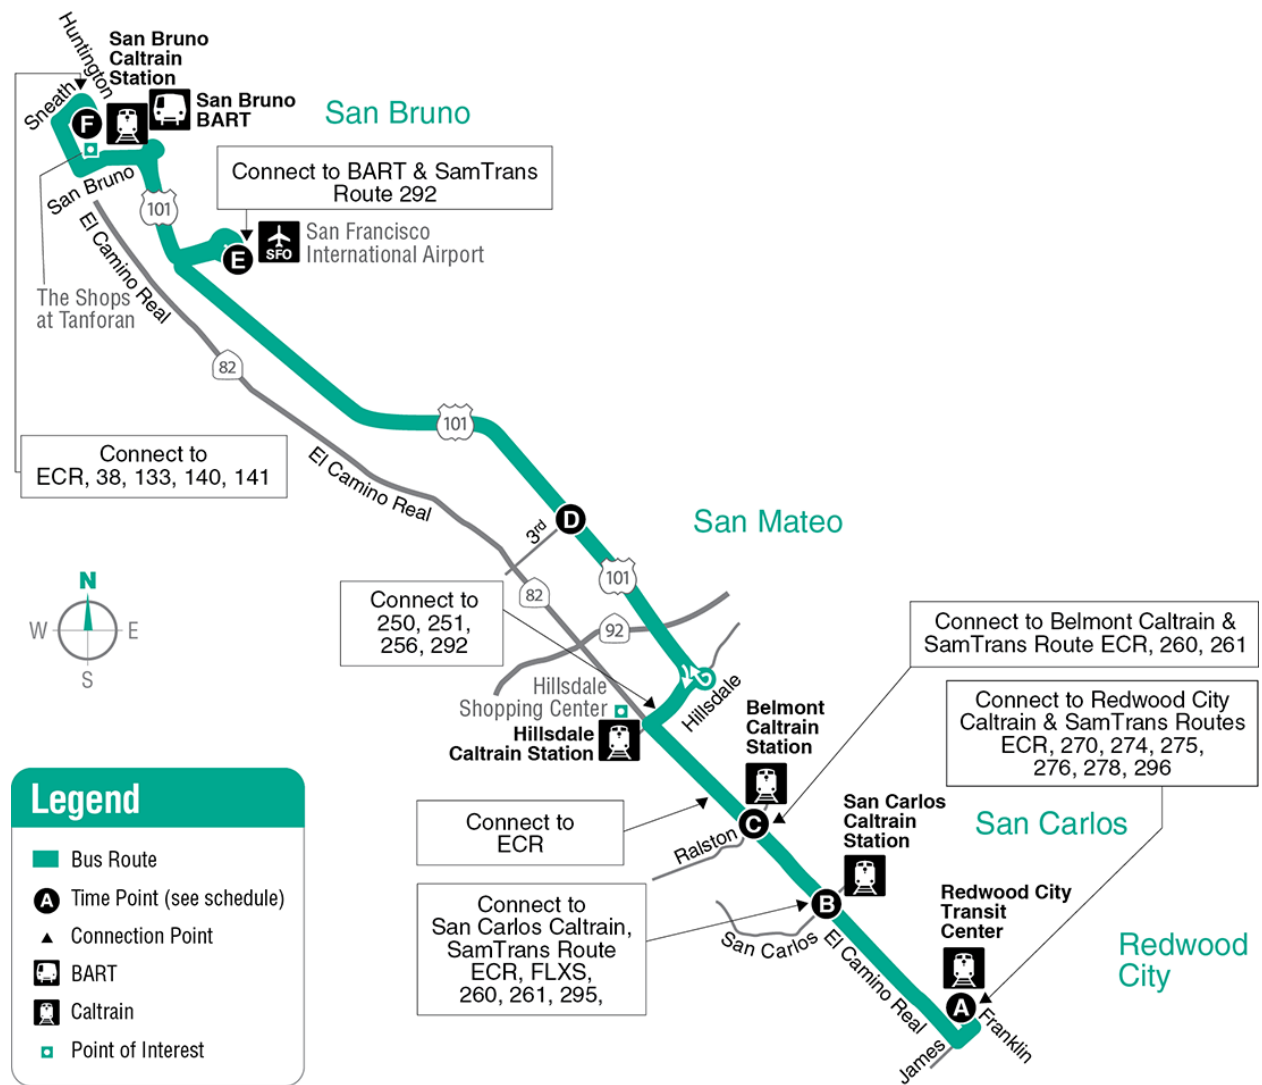 Huntington
San Bruno
Caltrain
Station
Sneath
F
San Bruno
BART
San Bruno
Connect to BART & SamTrans
Route 292
San Bruno
101
El Camino Real
E
SFO
San Francisco
International Airport
The Shops
at Tanforan
82
101
Connect to
ECR, 38, 133, 140, 141
El Camino Real
D
3rd
San Mateo
101
N
W
E
S
Connect to
250, 251,
256, 292
82
92
Connect to Belmont Caltrain &
SamTrans Route ECR, 260, 261
Hillsdale
Hillsdale
Shopping Center
Hillsdale
Caltrain Station
Belmont
Caltrain
Station
Connect to Redwood City
Caltrain & SamTrans Routes
ECR, 270, 274, 275,
276, 278, 296
Connect to
ECR
C
Ralston
San Carlos
Caltrain
Station
San Carlos
Connect to
San Carlos Caltrain,
SamTrans Route
ECR, FLXS,
260, 261, 295,
B
San Carlos
El Camino Real
Redwood City
Transit
Center
Redwood
City
A
Franklin
James
Legend
Bus Route
A
Time Point (see schedule)
Connection Point
BART
Caltrain
Point of Interest